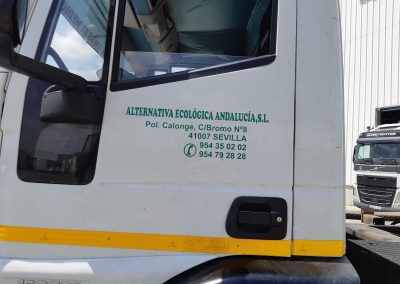 ALTERNATIVA ECOLÓGICA ANDALUCÍA,S.L
Pol. Calonge, C/Bromo Nº8
41007 SEVILLA
954 35 02 02
954 79 28 28